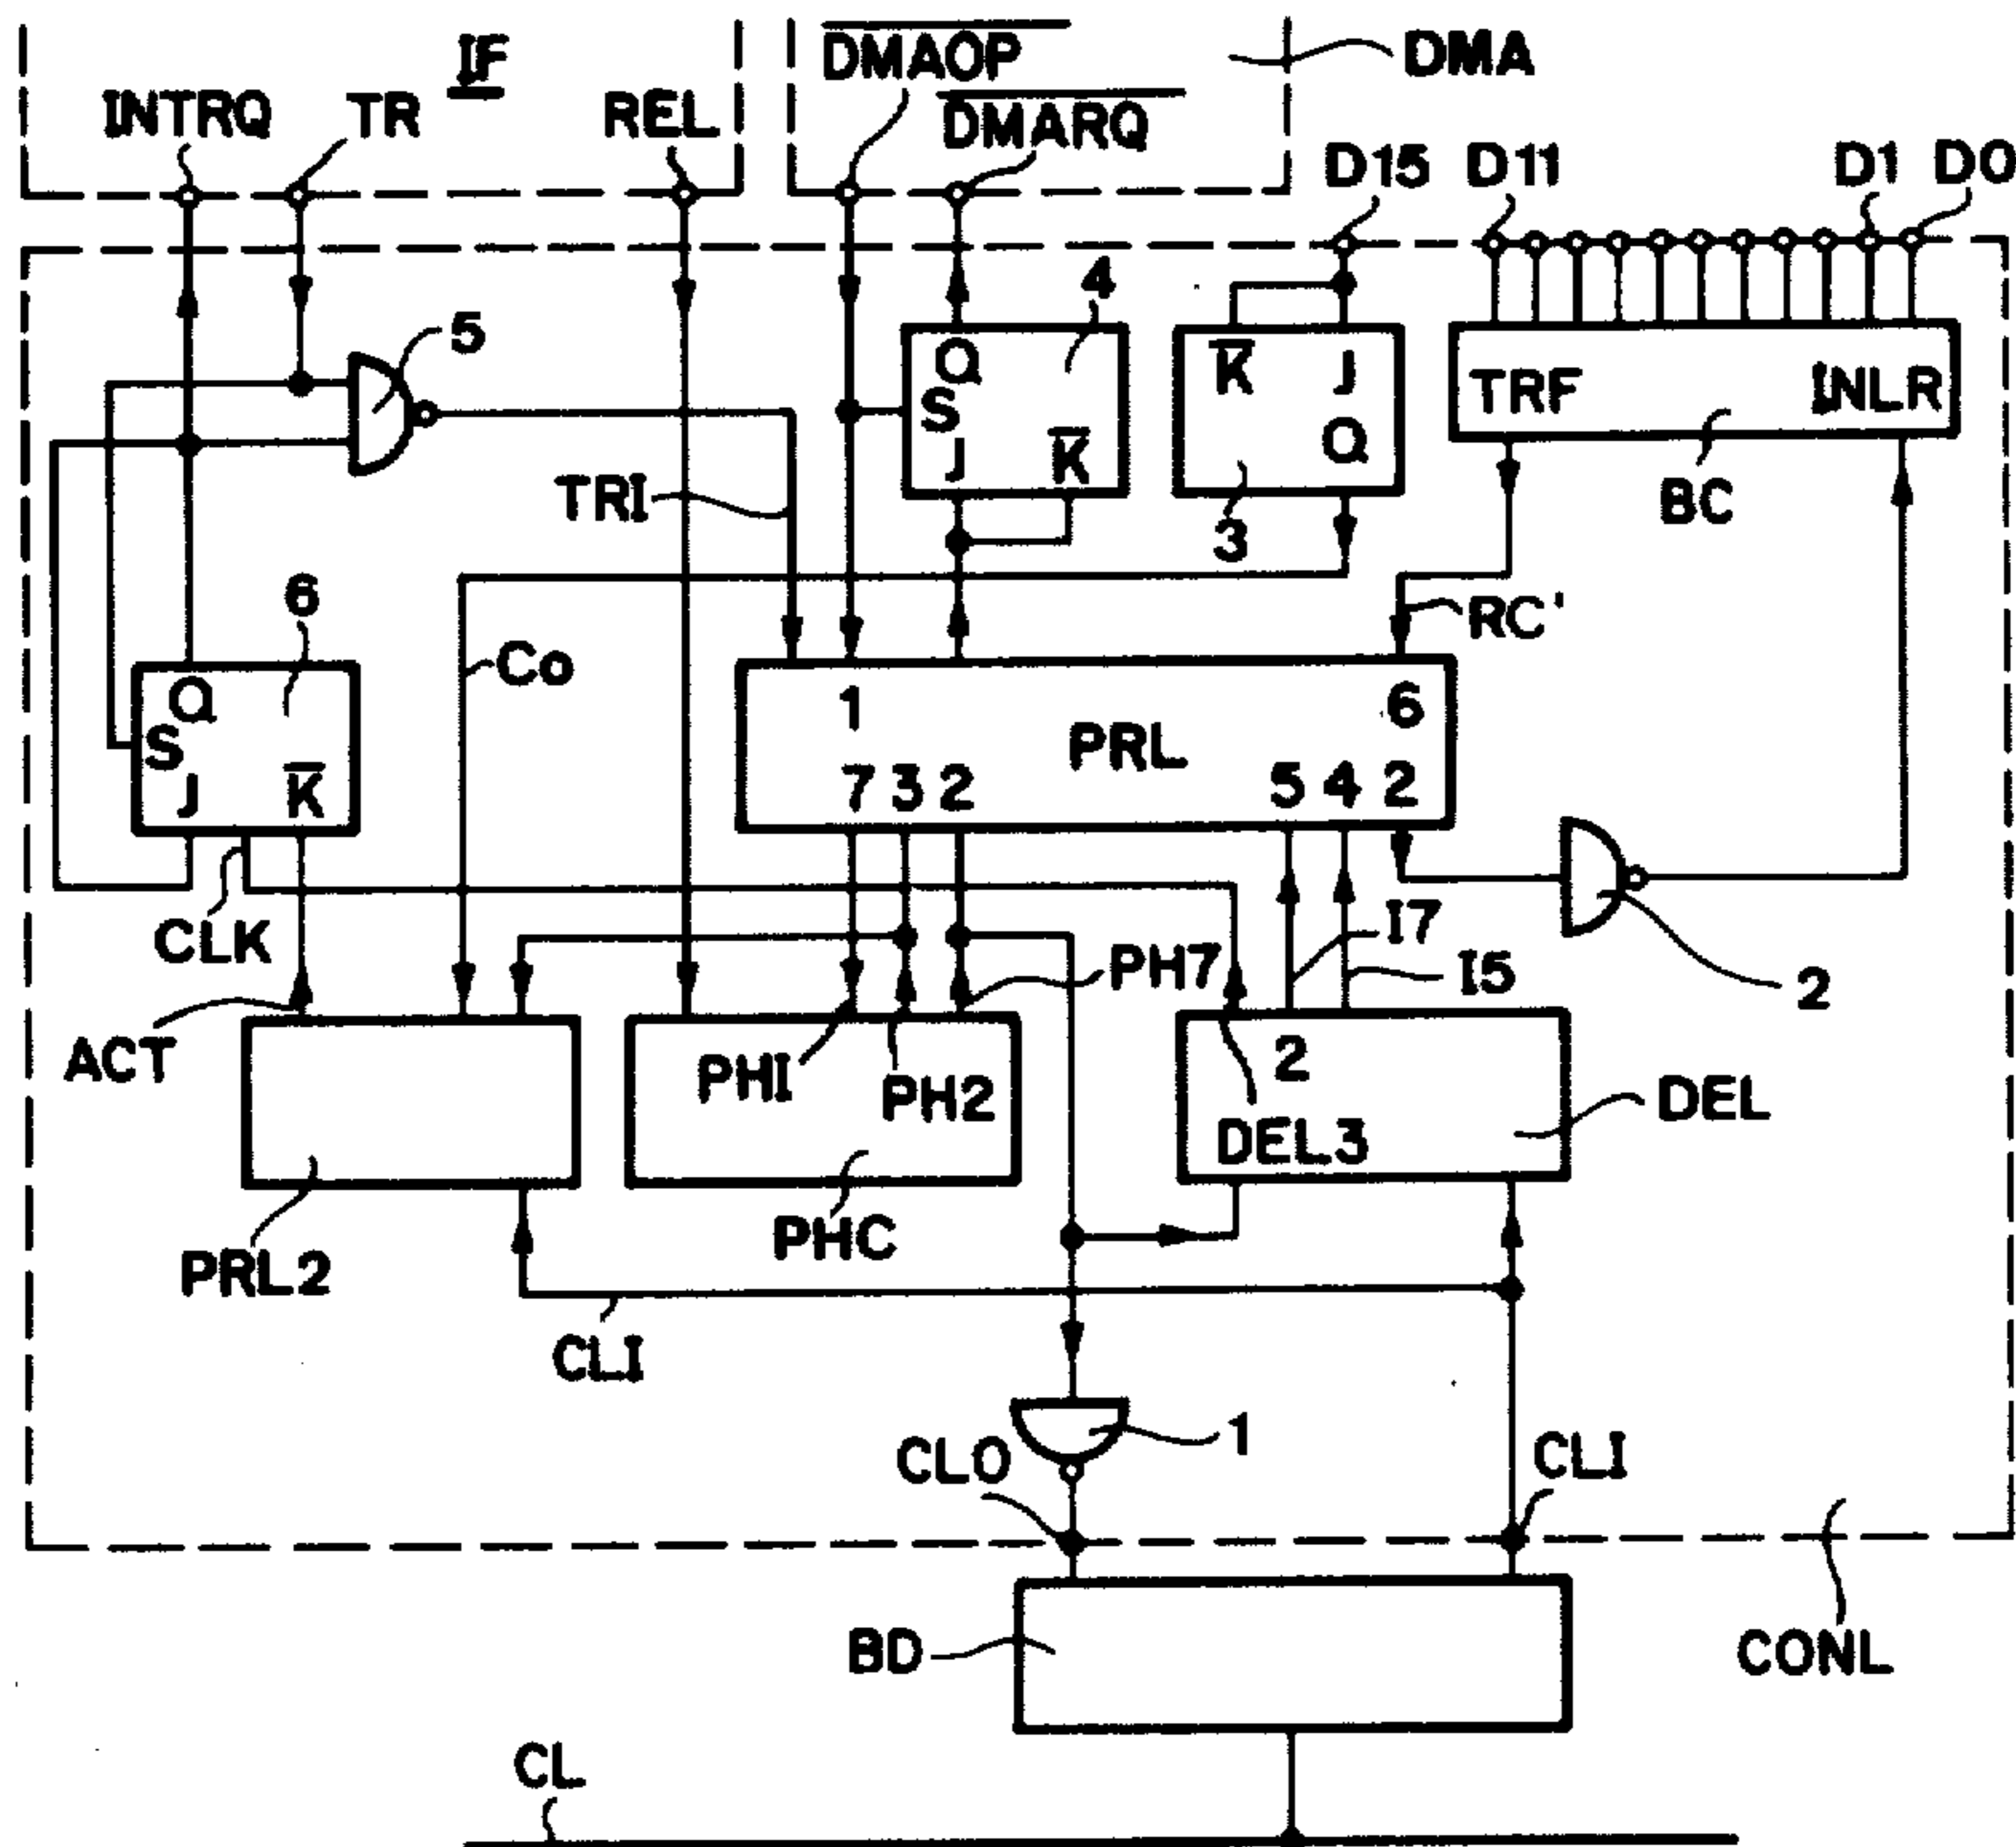 IF
DMAOP
DMA
INTRQ TR REL
DMARQ
D15 D11 D1 D0
4
5
Q
S
J K
K J
Q
TRF INLR
TRI
3
BC
6
RC'
Co
Q
S
J K
1 6
PRL
7 3 2 5 4 2
CLK
I7
PH7
I5
2
ACT
PHI
PH2
2
DEL3
DEL
PHC
PRL2
CLI
1
CLO
CLI
BD
CONL
CL